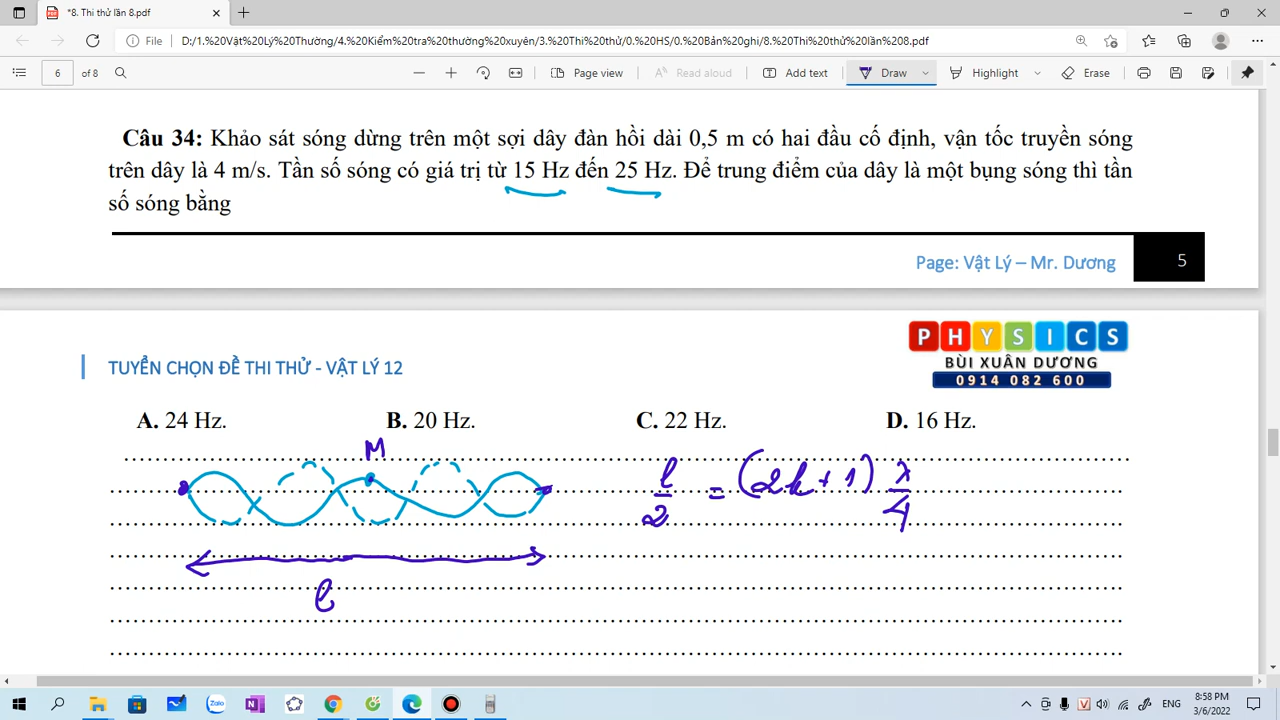 *8. Thi thử lần 8.pdf
File
D:/1.%20Vật%20Lý%20Thường/4.%20Kiểm%20tra%20thường%20xuyên/3.%20Thi%20thử/0.%20HS/0.%20Bản%20ghi/8.%20Thi%20thử%20lần%208.pdf
6 of 8
Page view
Read aloud
Add text
Draw
Highlight
Erase
Câu 34: Khảo sát sóng dừng trên một sợi dây đàn hồi dài 0,5 m có hai đầu cố định, vận tốc truyền sóng
trên dây là 4 m/s. Tần số sóng có giá trị từ 15 Hz đến 25 Hz. Để trung điểm của dây là một bụng sóng thì tần
số sóng bằng
Page: Vật Lý – Mr. Dương
5
PHYSICS
BÙI XUÂN DƯƠNG
0914 082 600
TUYỂN CHỌN ĐỀ THI THỬ - VẬT LÝ 12
A. 24 Hz. B. 20 Hz. C. 22 Hz. D. 16 Hz.
M
l/2 = (2k+1) λ/4
l
Zalo
N
V
ENG
8:58 PM
3/6/2022